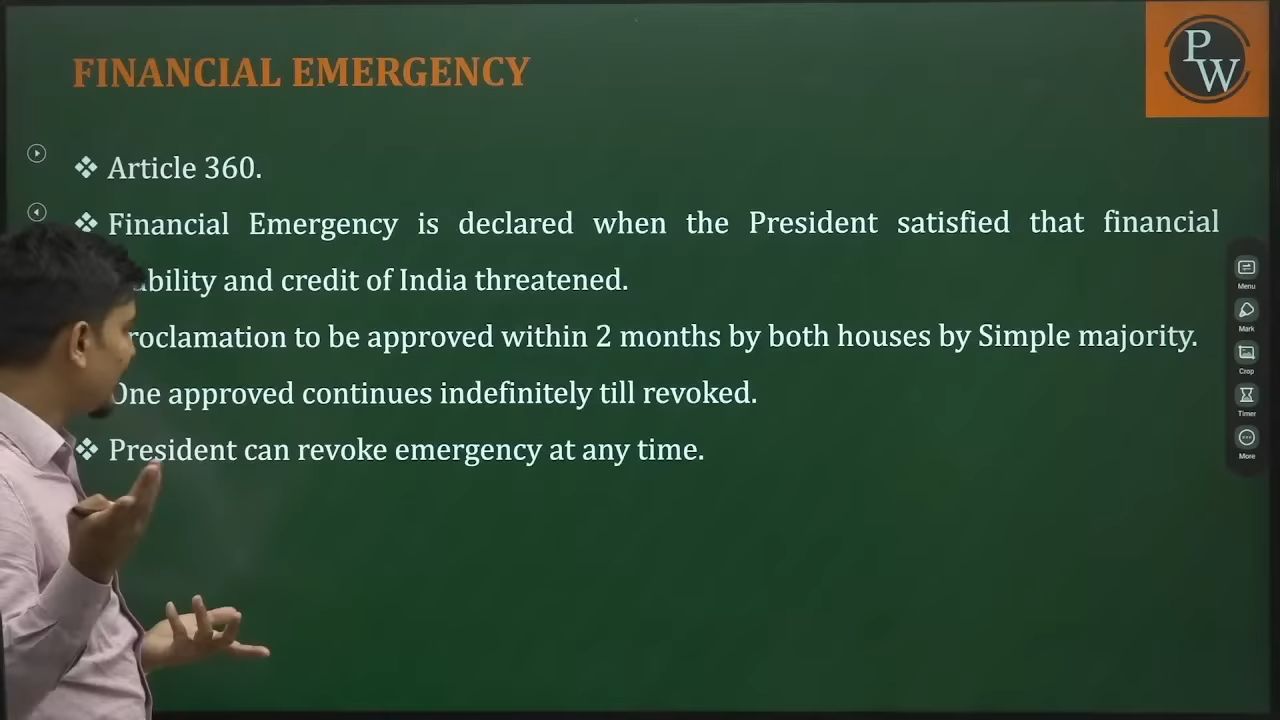 FINANCIAL EMERGENCY
PW
❖ Article 360.
❖ Financial Emergency is declared when the President satisfied that financial
and credit of India threatened.
to be approved within 2 months by both houses by Simple majority.
One approved continues indefinitely till revoked.
❖ President can revoke emergency at any time.
Menu
Mark
Crop
Timer
More